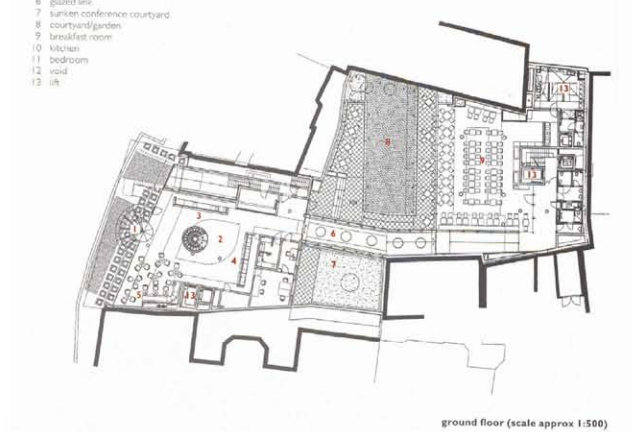 6 glazed link
7 sunken conference courtyard
8 courtyard/garden
9 breakfast room
10 kitchen
11 bedroom
12 void
13 lift
13
8
9
13
3
1
2
6
4
7
5
13
ground floor (scale approx 1:500)